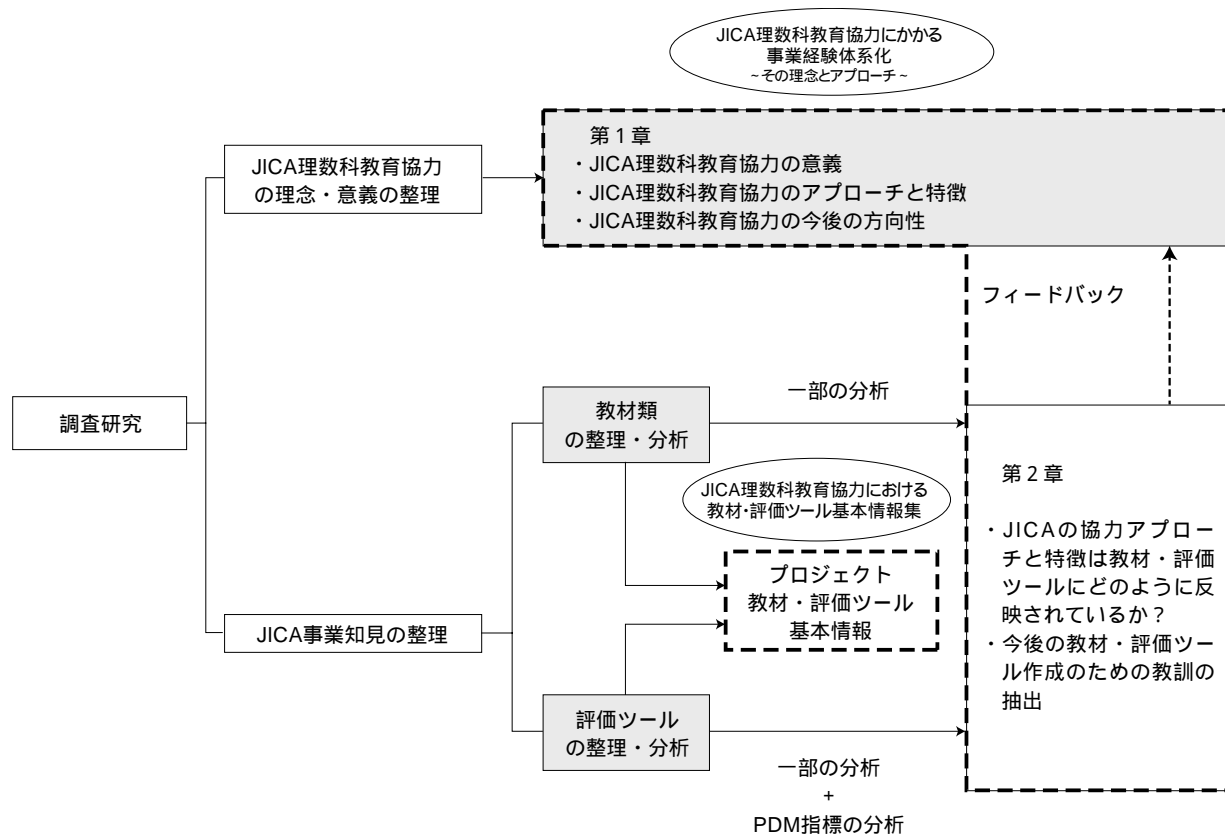 JICA理数科教育協力にかかる
事業経験体系化
~その理念とアプローチ~
第1章
・JICA理数科教育協力の意義
・JICA理数科教育協力のアプローチと特徴
・JICA理数科教育協力の今後の方向性
JICA理数科教育協力
の理念・意義の整理
フィードバック
調査研究
教材類
の整理・分析
一部の分析
JICA理数科教育協力における
教材・評価ツール基本情報集
プロジェクト
教材・評価ツール
基本情報
JICA事業知見の整理
評価ツール
の整理・分析
一部の分析
+
PDM指標の分析
第2章
・JICAの協力アプロー
チと特徴は教材・評価
ツールにどのように反
映されているか？
・今後の教材・評価ツー
ル作成のための教訓の
抽出